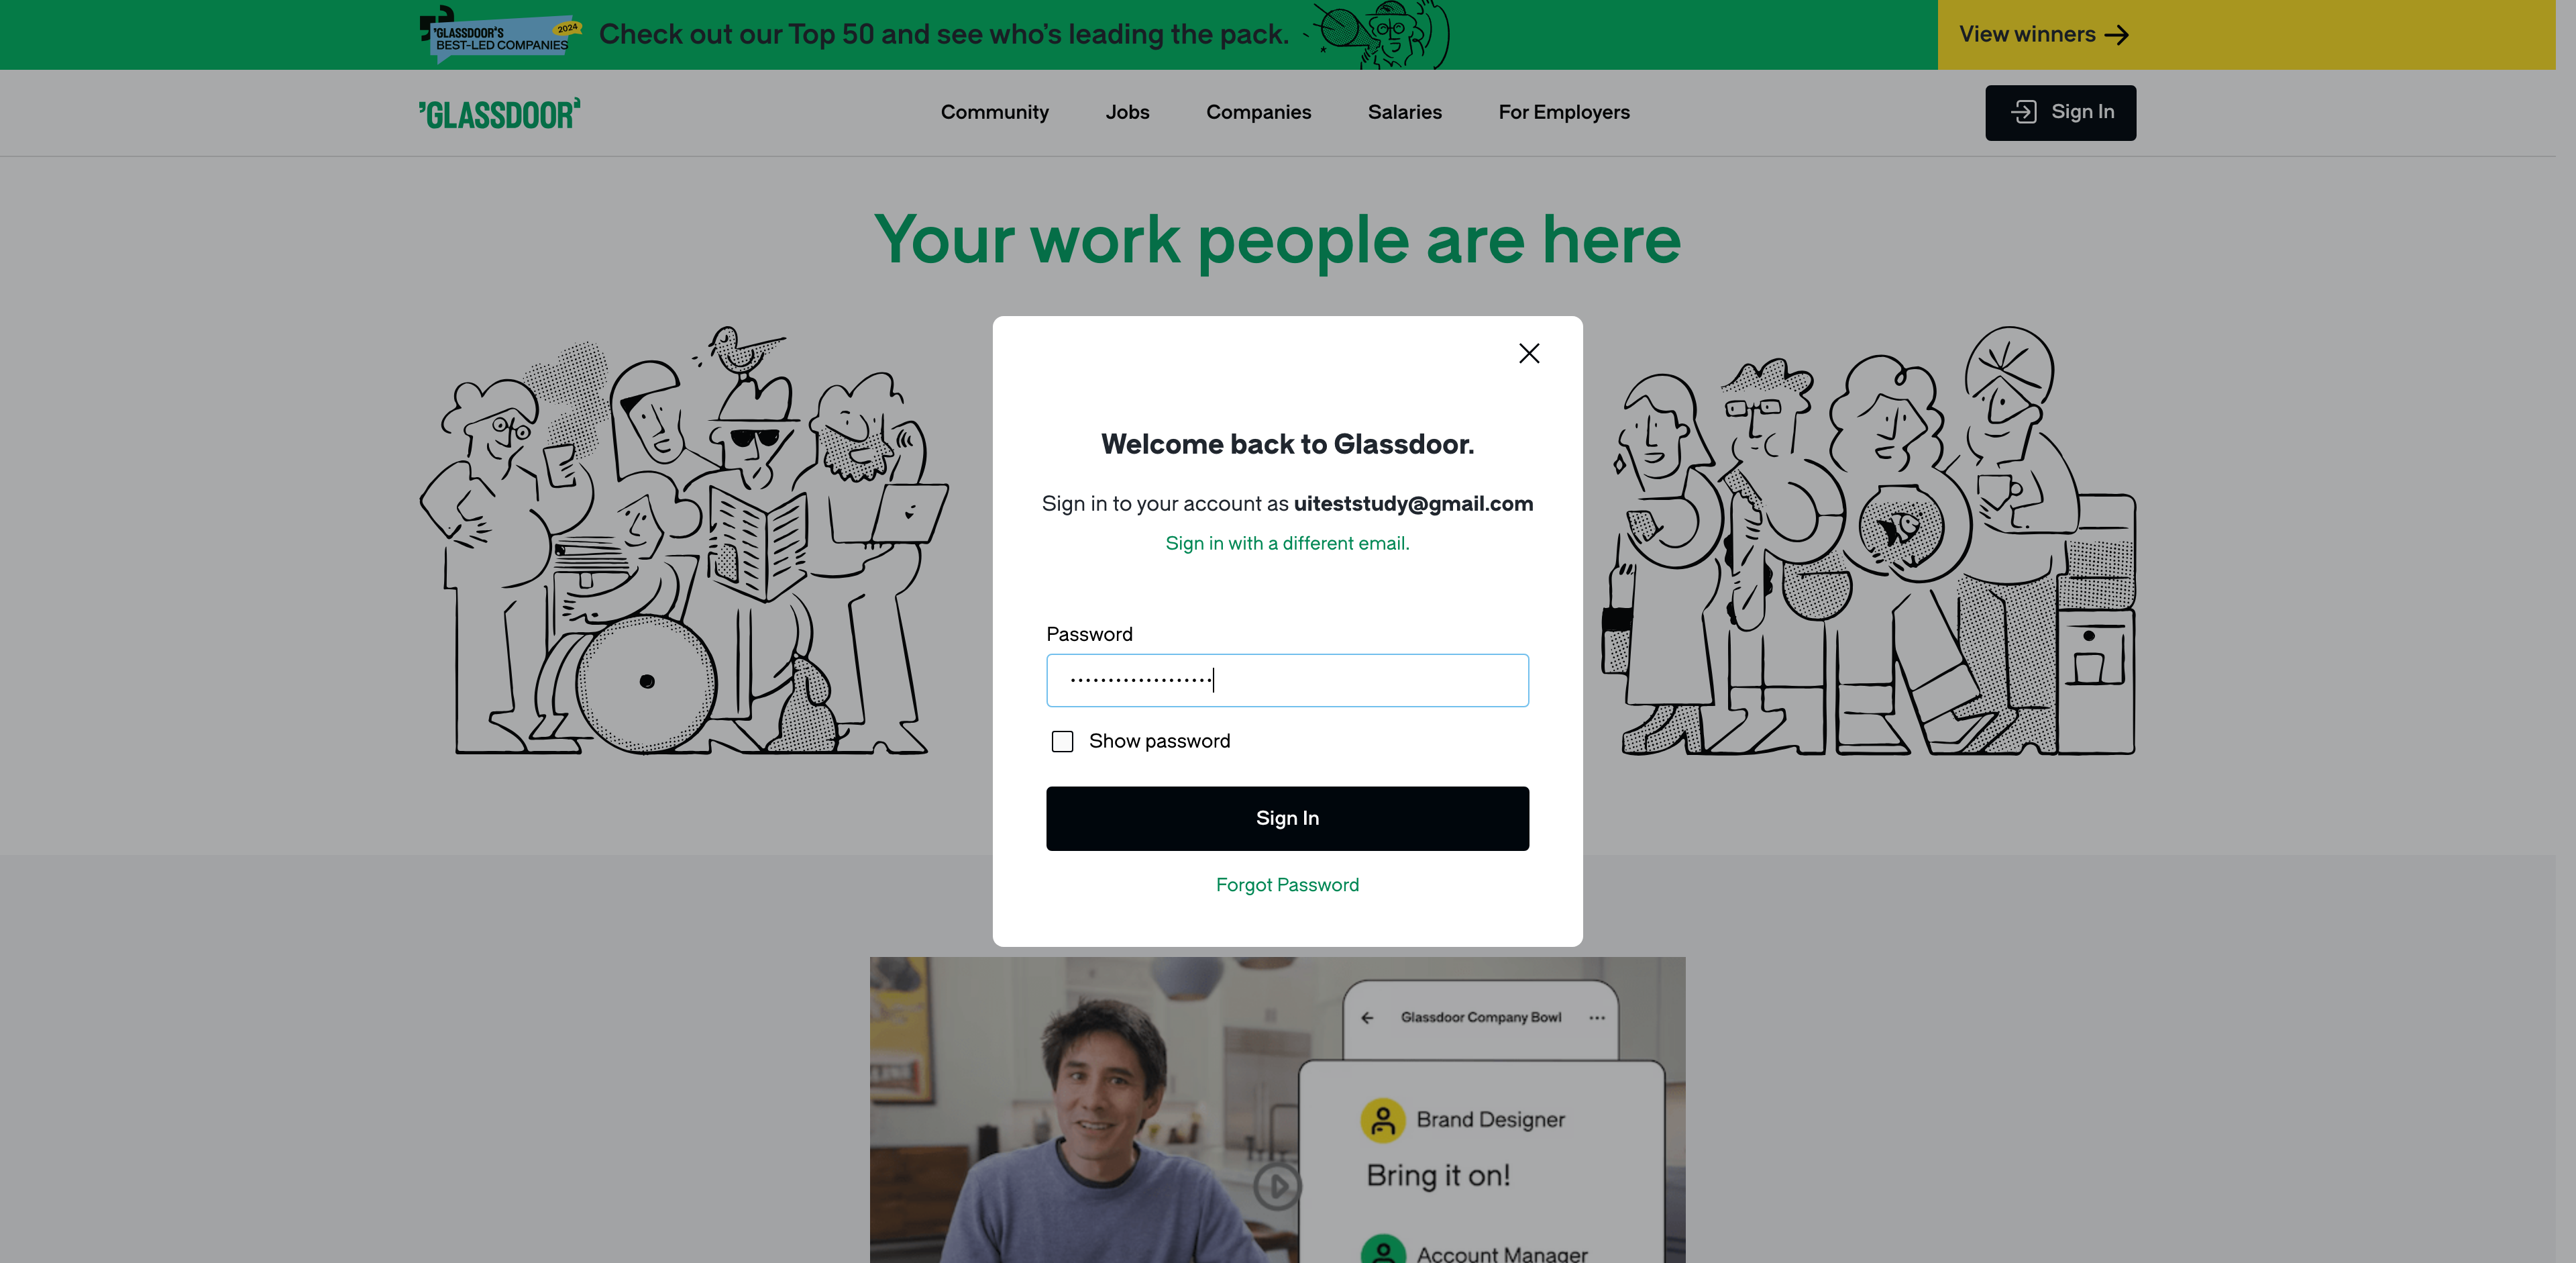 'GLASSDOOR'S
BEST-LED COMPANIES
2024
Check out our Top 50 and see who's leading the pack.
View winners
'GLASSDOOR'
Community
Jobs
Companies
Salaries
For Employers
Sign In
Your work people are here
Welcome back to Glassdoor.
Sign in to your account as uiteststudy@gmail.com
Sign in with a different email.
Password
Show password
Sign In
Forgot Password
Glassdoor Company Bowl
Brand Designer
Bring it on!
Account Manager